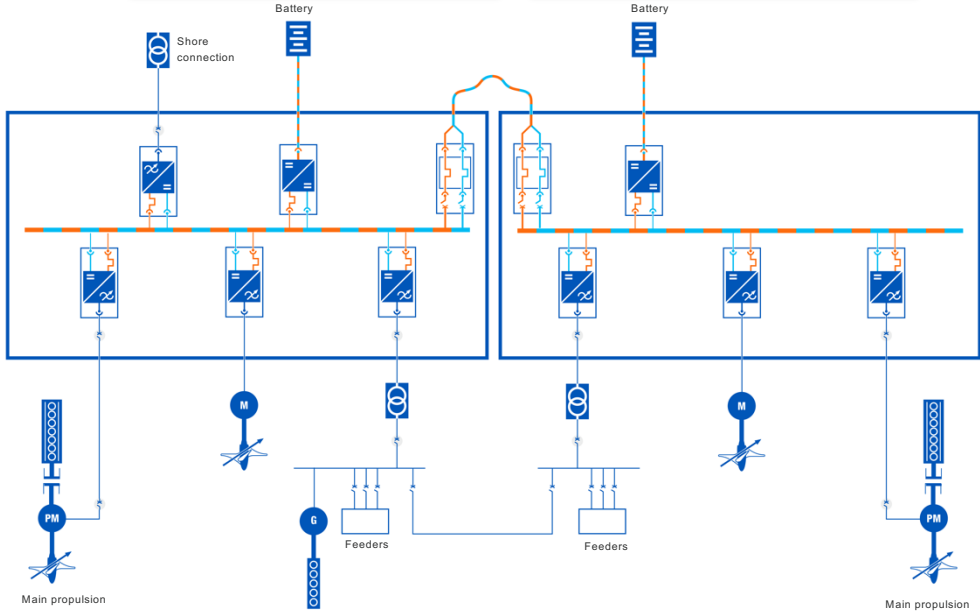 Battery
Battery
Shore
connection
M
M
PM
G
PM
Feeders
Feeders
Main propulsion
Main propulsion